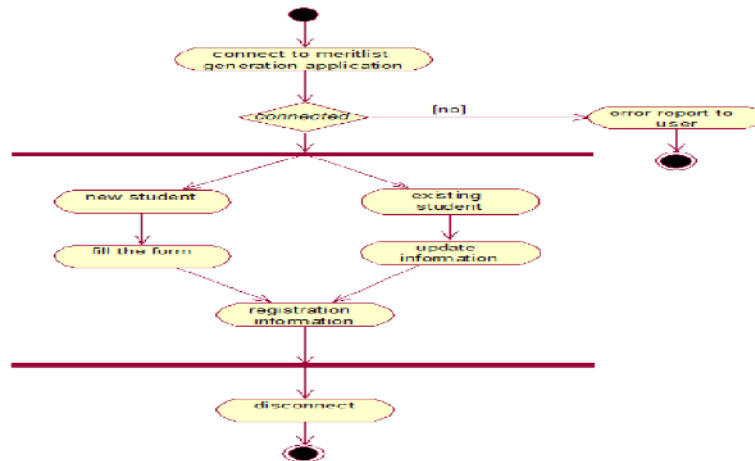 connect to meritlist
generation application
connected
[no]
error report to
user
new student
existing
student
fill the form
update
information
registration
information
disconnect